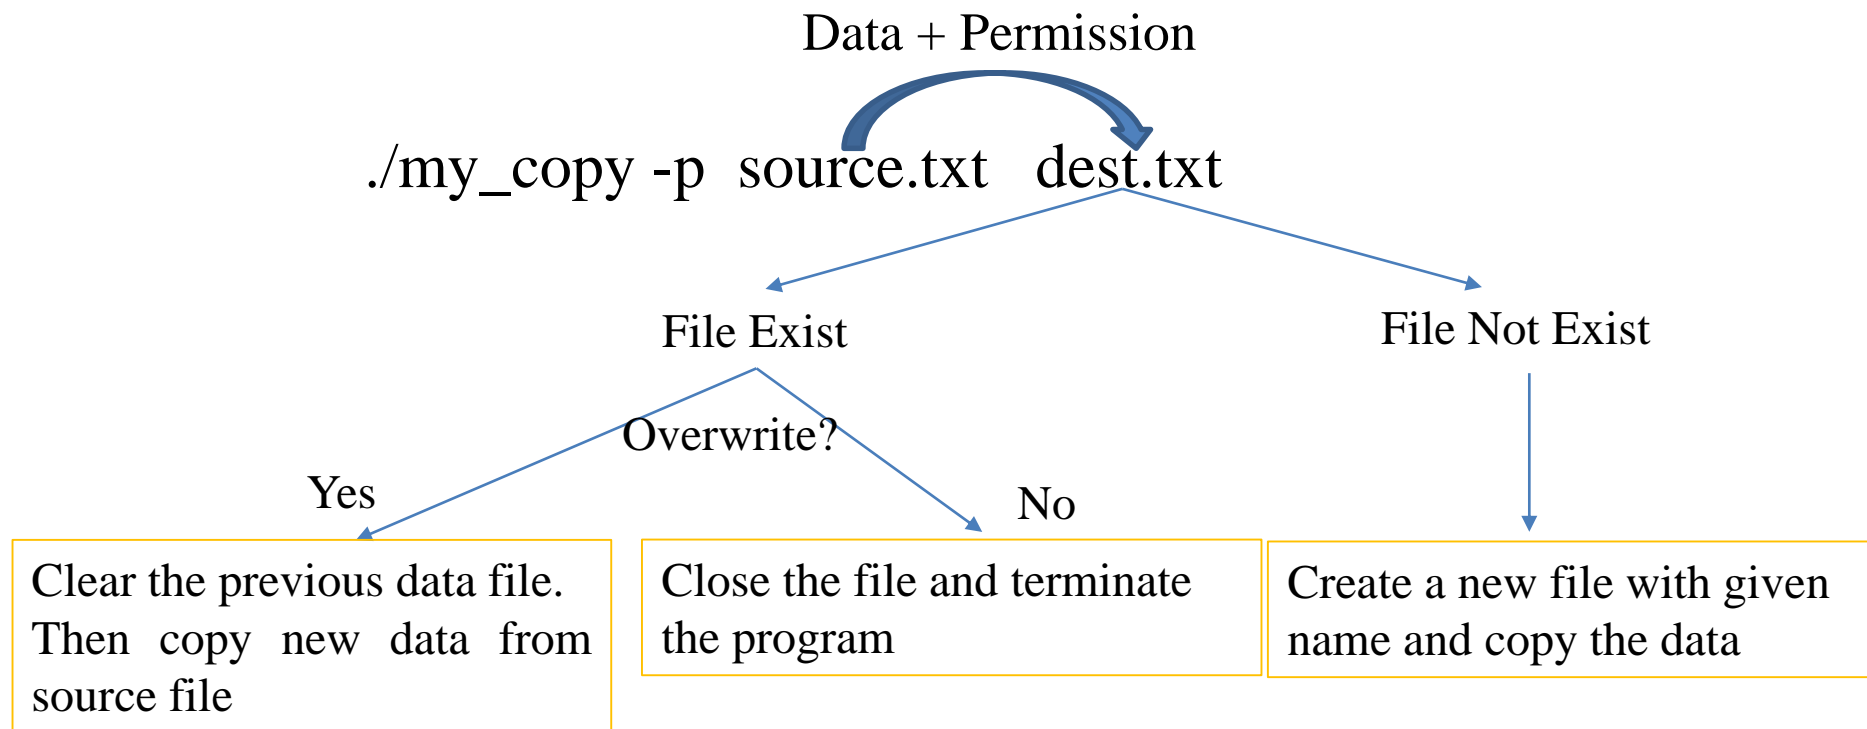 Data + Permission
./my_copy -p source.txt dest.txt
File Exist
File Not Exist
Overwrite?
Yes
No
Clear the previous data file.
Then copy new data from
source file
Close the file and terminate
the program
Create a new file with given
name and copy the data